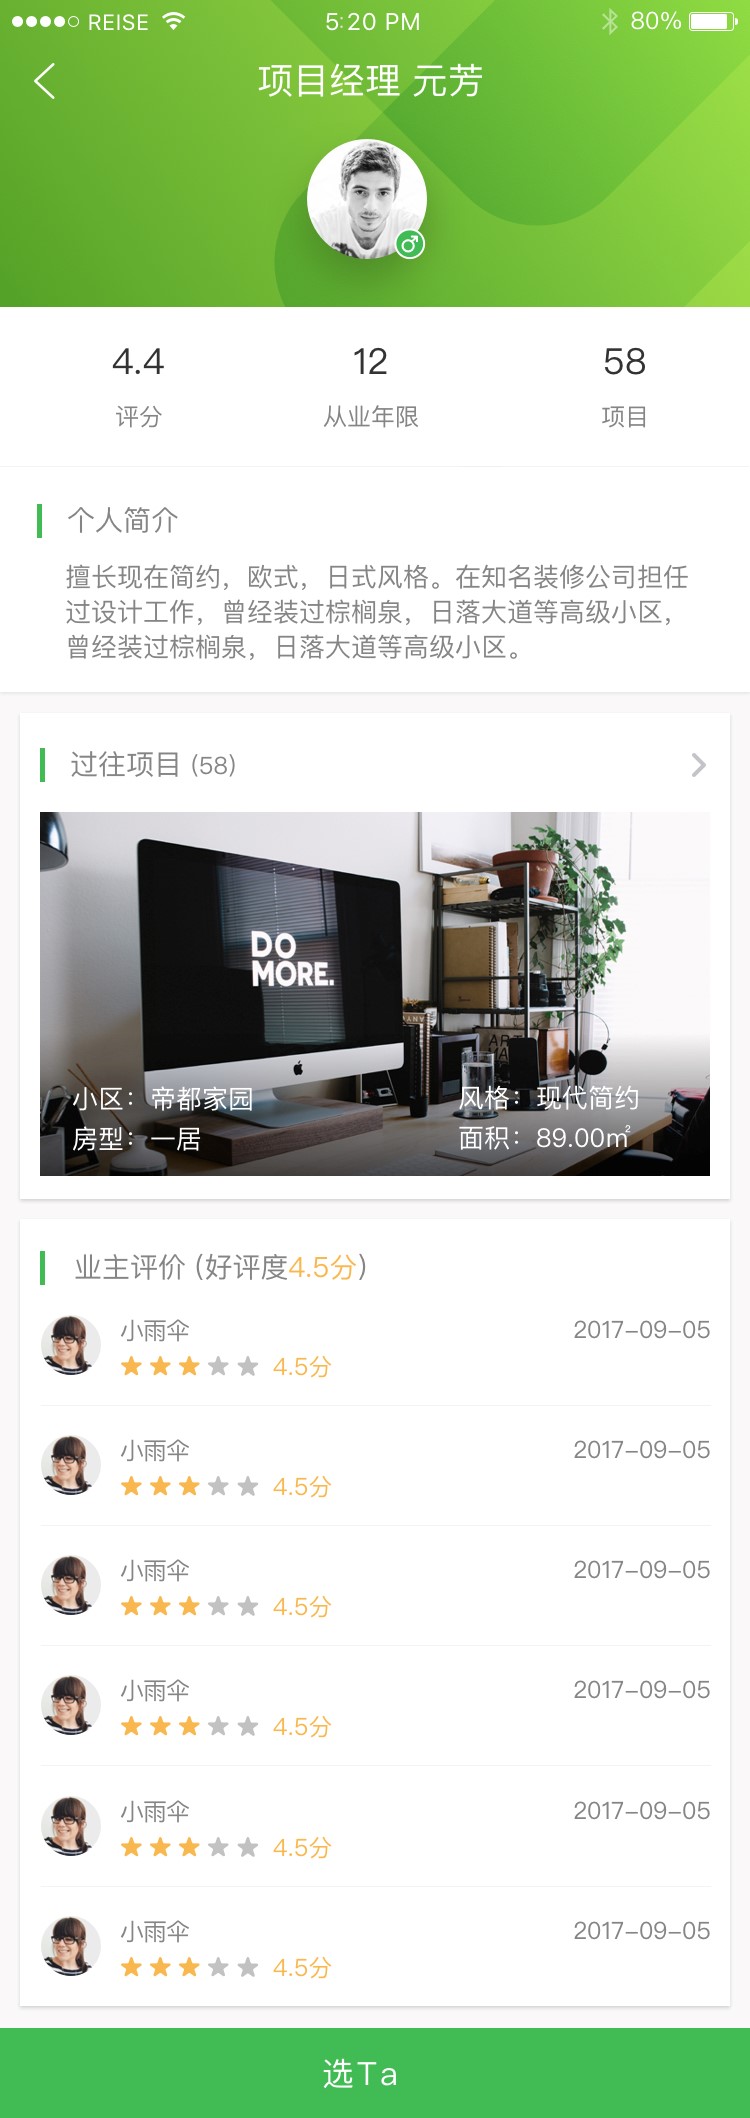 REISE 5:20 PM 80%
项目经理 元芳
4.4 12 58
评分 从业年限 项目
个人简介
擅长现在简约，欧式，日式风格。在知名装修公司担任
过设计工作，曾经装过棕榈泉，日落大道等高级小区，
曾经装过棕榈泉，日落大道等高级小区。
过往项目 (58)
DO
MORE.
小区：帝都家园 风格：现代简约
房型：一居 面积：89.00㎡
业主评价 (好评度4.5分)
小雨伞 2017-09-05
4.5分
小雨伞 2017-09-05
4.5分
小雨伞 2017-09-05
4.5分
小雨伞 2017-09-05
4.5分
小雨伞 2017-09-05
4.5分
小雨伞 2017-09-05
4.5分
选Ta